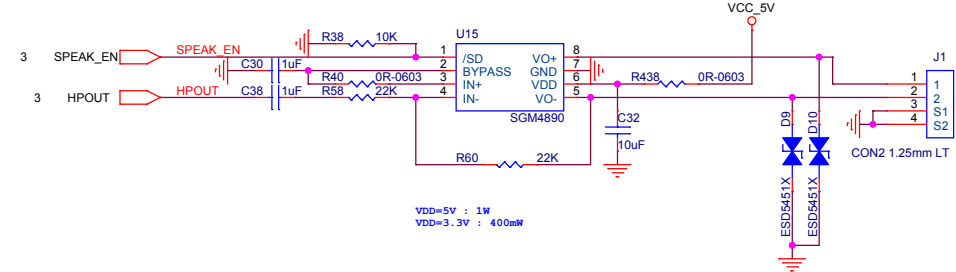 VCC_5V
R38 10K U15
3 SPEAK_EN SPEAK_EN 1 /SD VO+ 8 J1
C30 1uF 2 BYPASS GND 7
R40 0R-0603 3 IN+ VDD 6 R438 0R-0603 1 1
3 HPOUT HPOUT C38 1uF R58 22K 4 IN- VO- 5 2 2
SGM4890 3 S1
C32 D9 D10 4 S2
10uF CON2 1.25mm LT
R60 22K
ESD5451X ESD5451X
VDD=5V : 1W
VDD=3.3V : 400mW